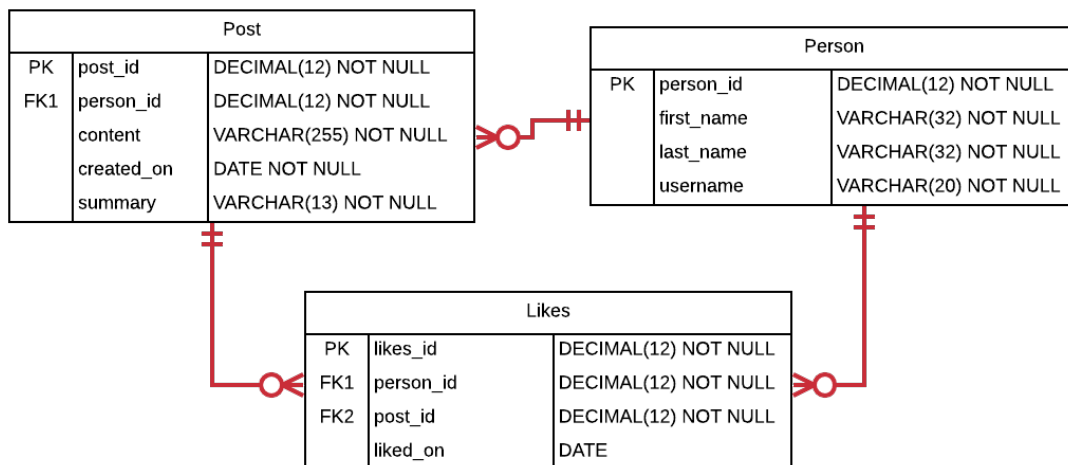 Post
PK post_id DECIMAL(12) NOT NULL
FK1 person_id DECIMAL(12) NOT NULL
content VARCHAR(255) NOT NULL
created_on DATE NOT NULL
summary VARCHAR(13) NOT NULL
Person
PK person_id DECIMAL(12) NOT NULL
first_name VARCHAR(32) NOT NULL
last_name VARCHAR(32) NOT NULL
username VARCHAR(20) NOT NULL
Likes
PK likes_id DECIMAL(12) NOT NULL
FK1 person_id DECIMAL(12) NOT NULL
FK2 post_id DECIMAL(12) NOT NULL
liked_on DATE